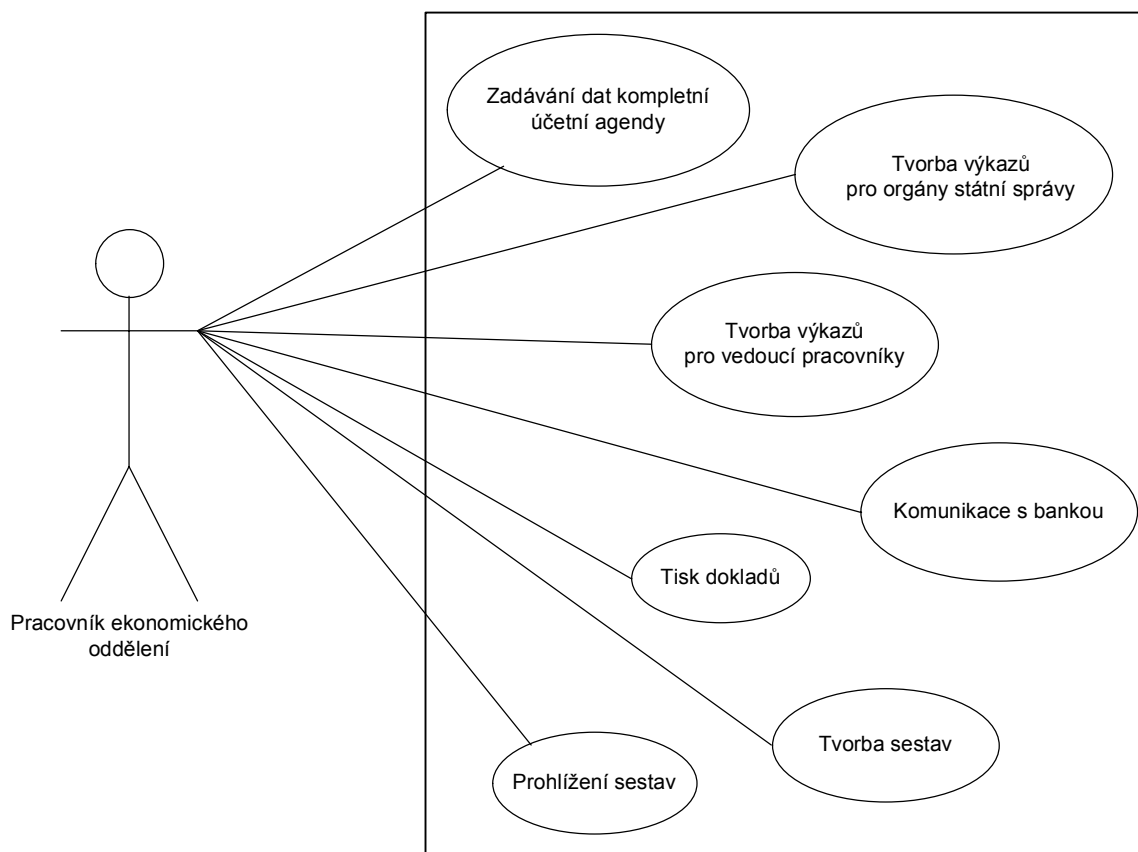 Zadávání dat kompletní
účetní agendy
Tvorba výkazů
pro orgány státní správy
Tvorba výkazů
pro vedoucí pracovníky
Komunikace s bankou
Tisk dokladů
Pracovník ekonomického
oddělení
Tvorba sestav
Prohlížení sestav